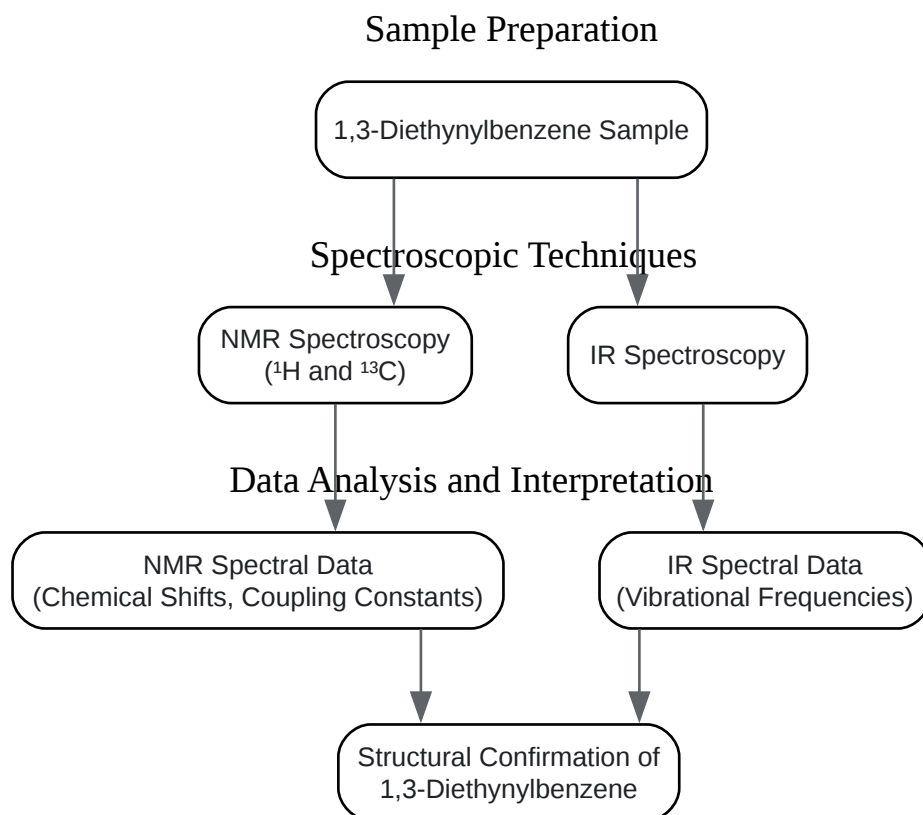 Sample Preparation
1,3-Diethynylbenzene Sample
Spectroscopic Techniques
NMR Spectroscopy
(¹H and ¹³C)
IR Spectroscopy
Data Analysis and Interpretation
NMR Spectral Data
(Chemical Shifts, Coupling Constants)
IR Spectral Data
(Vibrational Frequencies)
Structural Confirmation of
1,3-Diethynylbenzene